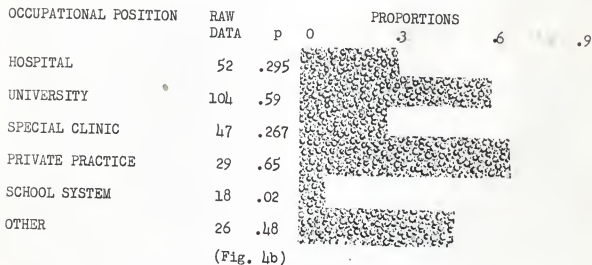 OCCUPATIONAL POSITION RAW PROPORTIONS
DATA p 0 .3 .6 .9
HOSPITAL 52 .295
UNIVERSITY 104 .59
SPECIAL CLINIC 47 .267
PRIVATE PRACTICE 29 .65
SCHOOL SYSTEM 18 .02
OTHER 26 .48
(Fig. 4b)